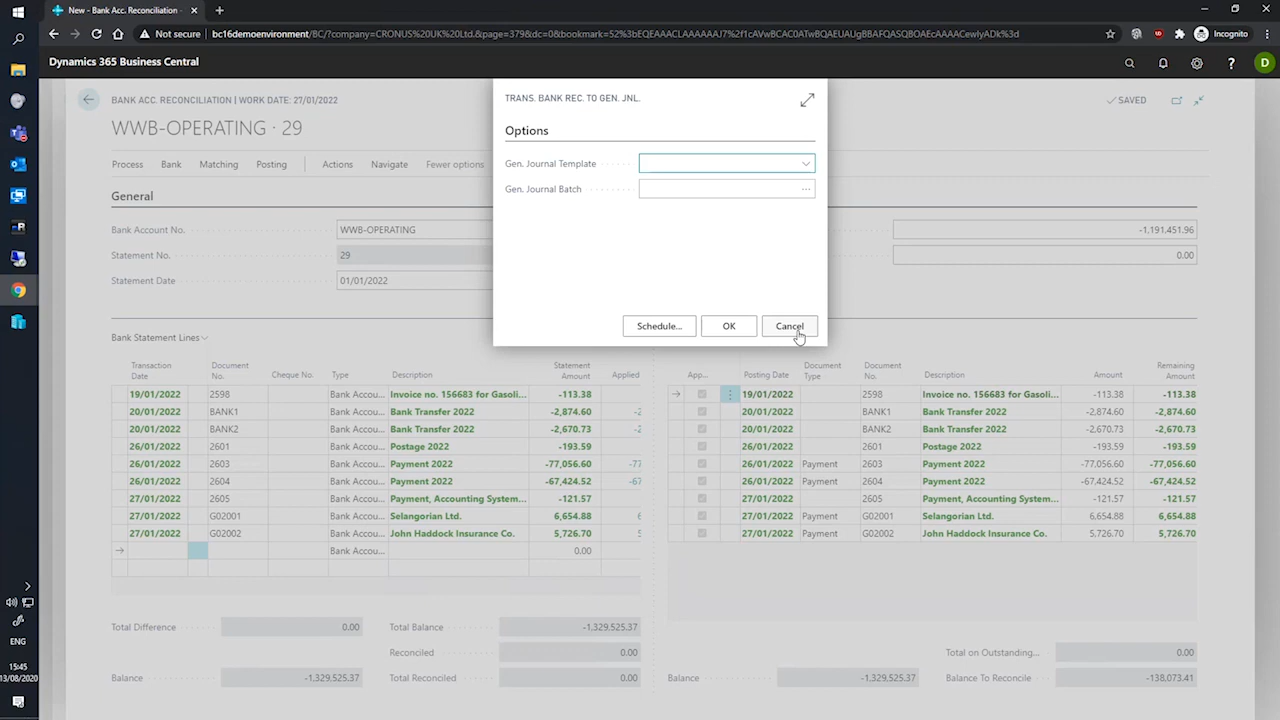 New - Bank Acc. Reconciliation -
Not secure
bc16demoenvironment/BC/?company=CRONUS%20UK%20Ltd.&page=379&dc=0&bookmark=
Incognito
Dynamics 365 Business Central
D
BANK ACC. RECONCILIATION | WORK DATE: 27/01/2022
SAVED
WWB-OPERATING · 29
Process Bank Matching Posting Actions Navigate Fewer options
TRANS. BANK REC. TO GEN. JNL.
Options
Gen. Journal Template
Gen. Journal Batch
Schedule... OK Cancel
General
Bank Account No. WWB-OPERATING -1,191,451.96
Statement No. 29 0.00
Statement Date 01/01/2022
Bank Statement Lines
Transaction Date Document No. Cheque No. Type Description Statement Amount Applied
19/01/2022 2598 Bank Accou... Invoice no. 156683 for Gasoli... -113.38
20/01/2022 BANK1 Bank Accou... Bank Transfer 2022 -2,874.60 -2
20/01/2022 BANK2 Bank Accou... Bank Transfer 2022 -2,670.73 -2
26/01/2022 2601 Bank Accou... Postage 2022 -193.59
26/01/2022 2603 Bank Accou... Payment 2022 -77,056.60 -77
26/01/2022 2604 Bank Accou... Payment 2022 -67,424.52 -67
27/01/2022 2605 Bank Accou... Payment, Accounting System... -121.57
27/01/2022 G02001 Bank Accou... Selangorian Ltd. 6,654.88 6
27/01/2022 G02002 Bank Accou... John Haddock Insurance Co. 5,726.70 5
Bank Accou... 0.00
App... Posting Date Document Type Document No. Description Amount Remaining Amount
19/01/2022 2598 Invoice no. 156683 for Gasoli... -113.38 -113.38
20/01/2022 BANK1 Bank Transfer 2022 -2,874.60 -2,874.60
20/01/2022 BANK2 Bank Transfer 2022 -2,670.73 -2,670.73
26/01/2022 2601 Postage 2022 -193.59 -193.59
26/01/2022 Payment 2603 Payment 2022 -77,056.60 -77,056.60
26/01/2022 Payment 2604 Payment 2022 -67,424.52 -67,424.52
27/01/2022 Payment 2605 Payment, Accounting System... -121.57 -121.57
27/01/2022 Payment G02001 Selangorian Ltd. 6,654.88 6,654.88
27/01/2022 Payment G02002 John Haddock Insurance Co. 5,726.70 5,726.70
Total Difference 0.00 Total Balance -1,329,525.37
Reconciled 0.00 Total on Outstanding... 0.00
Balance -1,329,525.37 Total Reconciled 0.00 Balance -1,329,525.37 Balance To Reconcile -138,073.41
ENG
15:45
13/08/2020